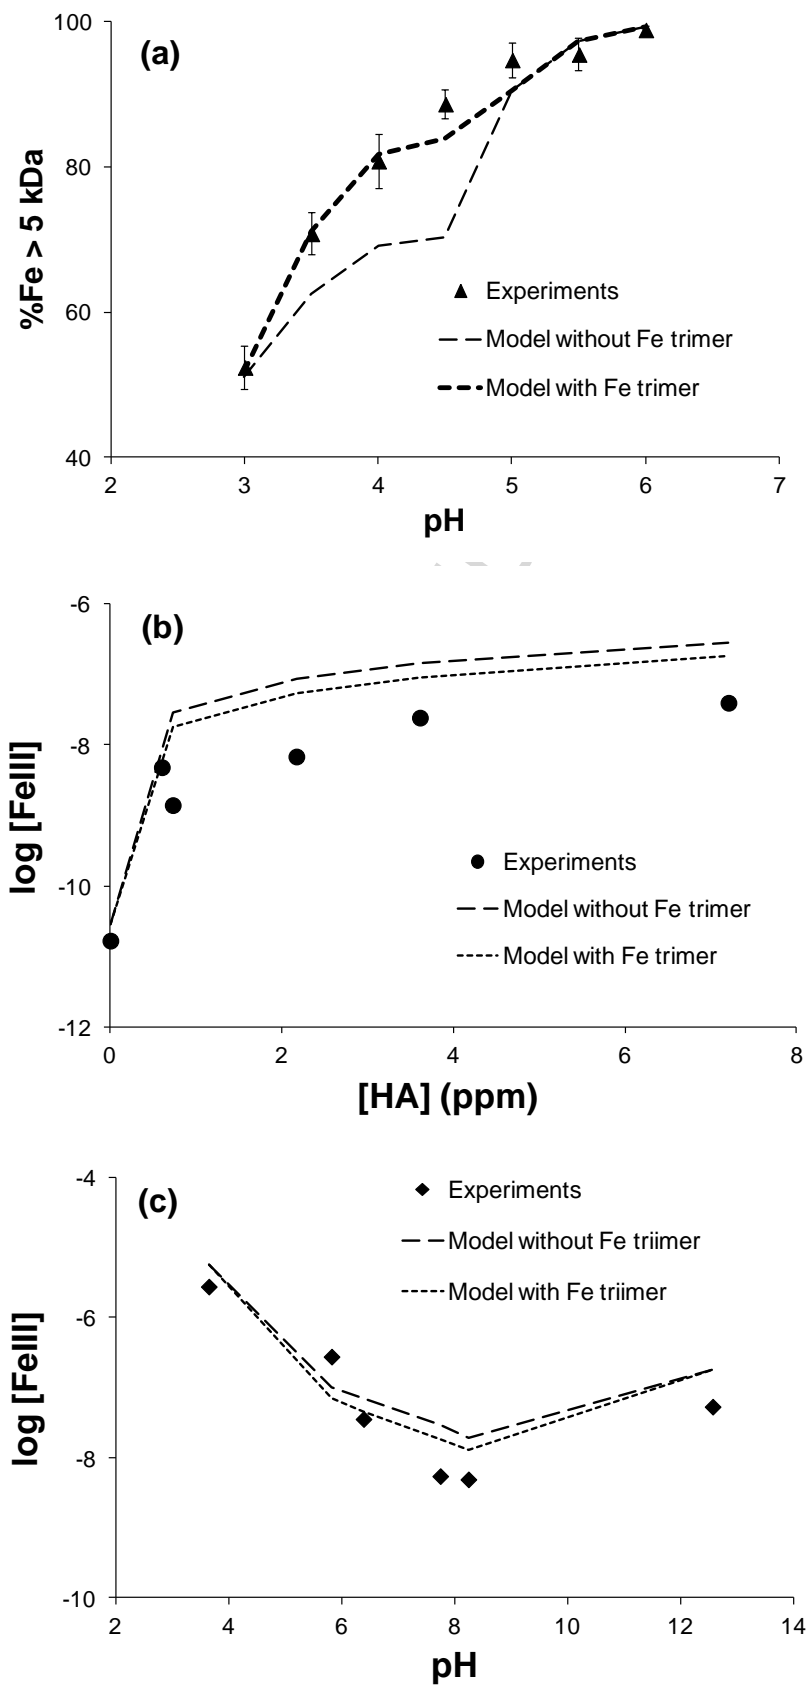 (a)
100
80
60
40
%Fe > 5 kDa
Experiments
Model without Fe trimer
Model with Fe trimer
2 3 4 5 6 7
pH
(b)
-6
-8
-10
-12
log [FeIII]
Experiments
Model without Fe trimer
Model with Fe trimer
0 2 4 6 8
[HA] (ppm)
(c)
-4
-6
-8
-10
log [FeIII]
Experiments
Model without Fe triimer
Model with Fe triimer
2 4 6 8 10 12 14
pH